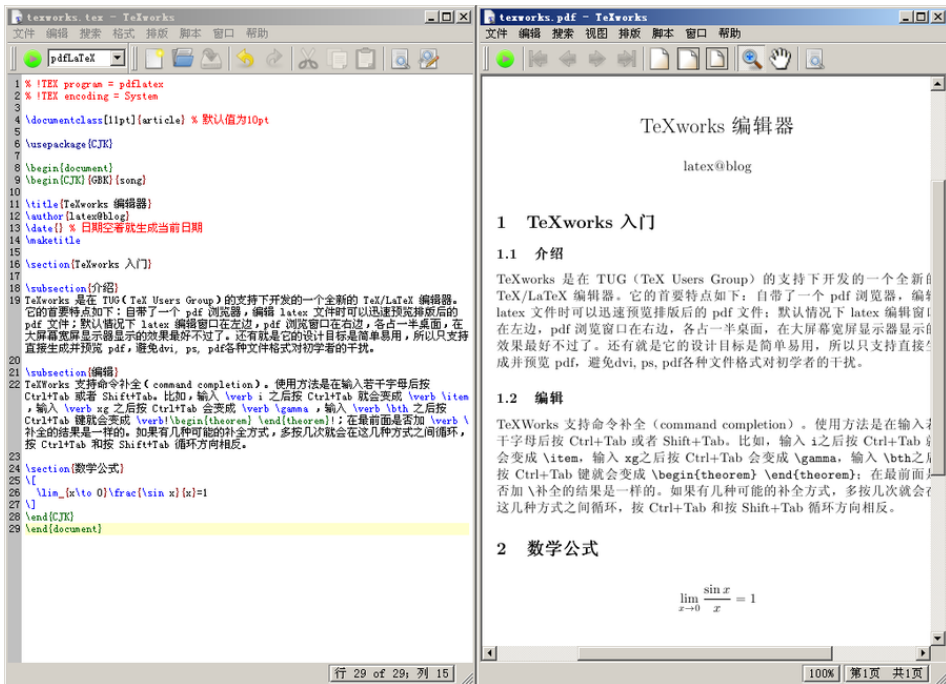 texworks.tex - TeXworks
文件 编辑 搜索 格式 排版 脚本 窗口 帮助
pdfLaTeX
1 % !TEX program = pdflatex
2 % !TEX encoding = System
3
4 \documentclass[11pt]{article} % 默认值为10pt
5
6 \usepackage{CJK}
7
8 \begin{document}
9 \begin{CJK}{GBK}{song}
10
11 \title{TeXworks 编辑器}
12 \author{latex@blog}
13 \date{} % 日期空着就生成当前日期
14 \maketitle
15
16 \section{TeXworks 入门}
17
18 \subsection{介绍}
19 TeXworks 是在 TUG(TeX Users Group)的支持下开发的一个全新的 TeX/LaTeX 编辑器。
它的首要特点如下：自带了一个 pdf 浏览器，编辑 latex 文件时可以迅速预览排版后的
pdf 文件；默认情况下 latex 编辑窗口在左边，pdf 浏览窗口在右边，各占一半桌面，在
大屏幕宽屏显示器显示的效果最好不过了。还有就是它的设计目标是简单易用，所以只支持
直接生成并预览 pdf，避免dvi, ps, pdf各种文件格式对初学者的干扰。
20
21 \subsection{编辑}
22 TeXWorks 支持命令补全(command completion)。使用方法是在输入若干字母后按
Ctrl+Tab 或者 Shift+Tab。比如，输入 \verb i 之后按 Ctrl+Tab 就会变成 \verb \item
，输入 \verb xg 之后按 Ctrl+Tab 会变成 \verb \gamma ，输入 \verb \bth 之后按
Ctrl+Tab 键就会变成 \verb!\begin{theorem} \end{theorem}!；在最前面是否加 \verb \
补全的结果是一样的。如果有几种可能的补全方式，多按几次就会在这几种方式之间循环，
按 Ctrl+Tab 和按 Shift+Tab 循环方向相反。
23
24 \section{数学公式}
25 \[
26 \lim_{x\to 0}\frac{\sin x}{x}=1
27 \]
28 \end{CJK}
29 \end{document}
行 29 of 29; 列 15
texworks.pdf - TeXworks
文件 编辑 搜索 视图 排版 脚本 窗口 帮助
TeXworks 编辑器
latex@blog
1 TeXworks 入门
1.1 介绍
TeXworks 是在 TUG（TeX Users Group）的支持下开发的一个全新的
TeX/LaTeX 编辑器。它的首要特点如下：自带了一个 pdf 浏览器，编辑
latex 文件时可以迅速预览排版后的 pdf 文件；默认情况下 latex 编辑窗口
在左边，pdf 浏览窗口在右边，各占一半桌面，在大屏幕宽屏显示器显示的
效果最好不过了。还有就是它的设计目标是简单易用，所以只支持直接生
成并预览 pdf，避免dvi, ps, pdf各种文件格式对初学者的干扰。
1.2 编辑
TeXWorks 支持命令补全（command completion）。使用方法是在输入若
干字母后按 Ctrl+Tab 或者 Shift+Tab。比如，输入 i之后按 Ctrl+Tab 就
会变成 \item，输入 xg之后按 Ctrl+Tab 会变成 \gamma，输入 \bth之后
按 Ctrl+Tab 键就会变成 \begin{theorem} \end{theorem}；在最前面是
否加 \补全的结果是一样的。如果有几种可能的补全方式，多按几次就会在
这几种方式之间循环，按 Ctrl+Tab 和按 Shift+Tab 循环方向相反。
2 数学公式
lim x→0 sin x / x = 1
100% 第1页 共1页